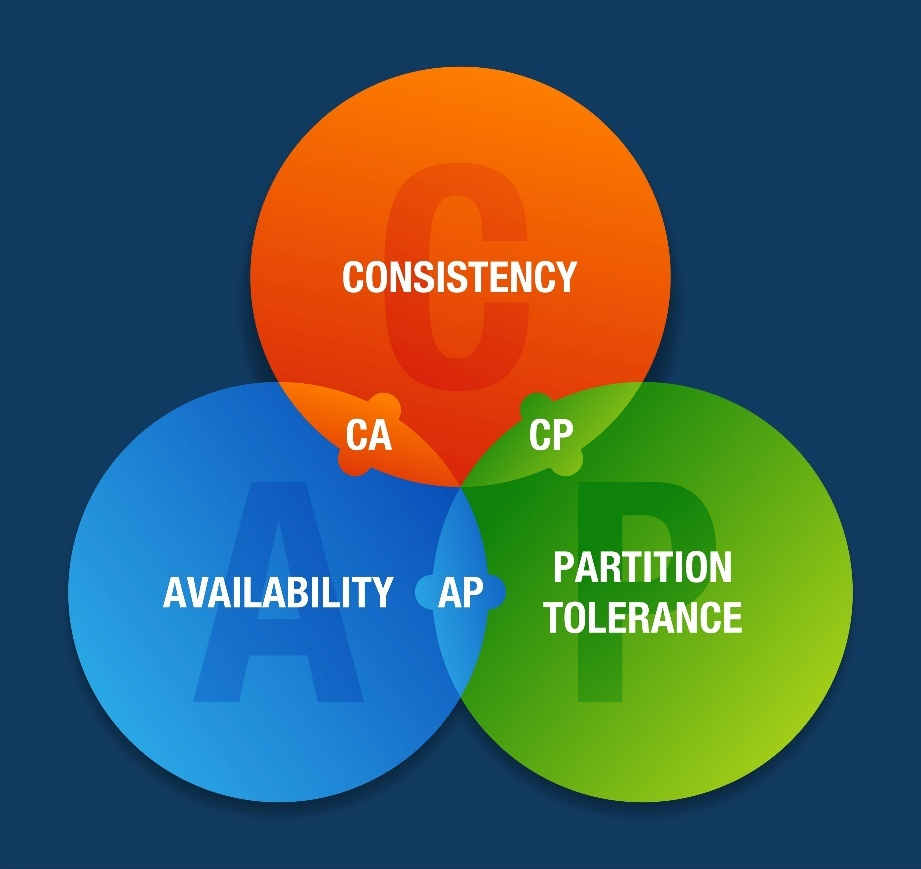 C
CONSISTENCY
CA
CP
A
AVAILABILITY
AP
P
PARTITION
TOLERANCE